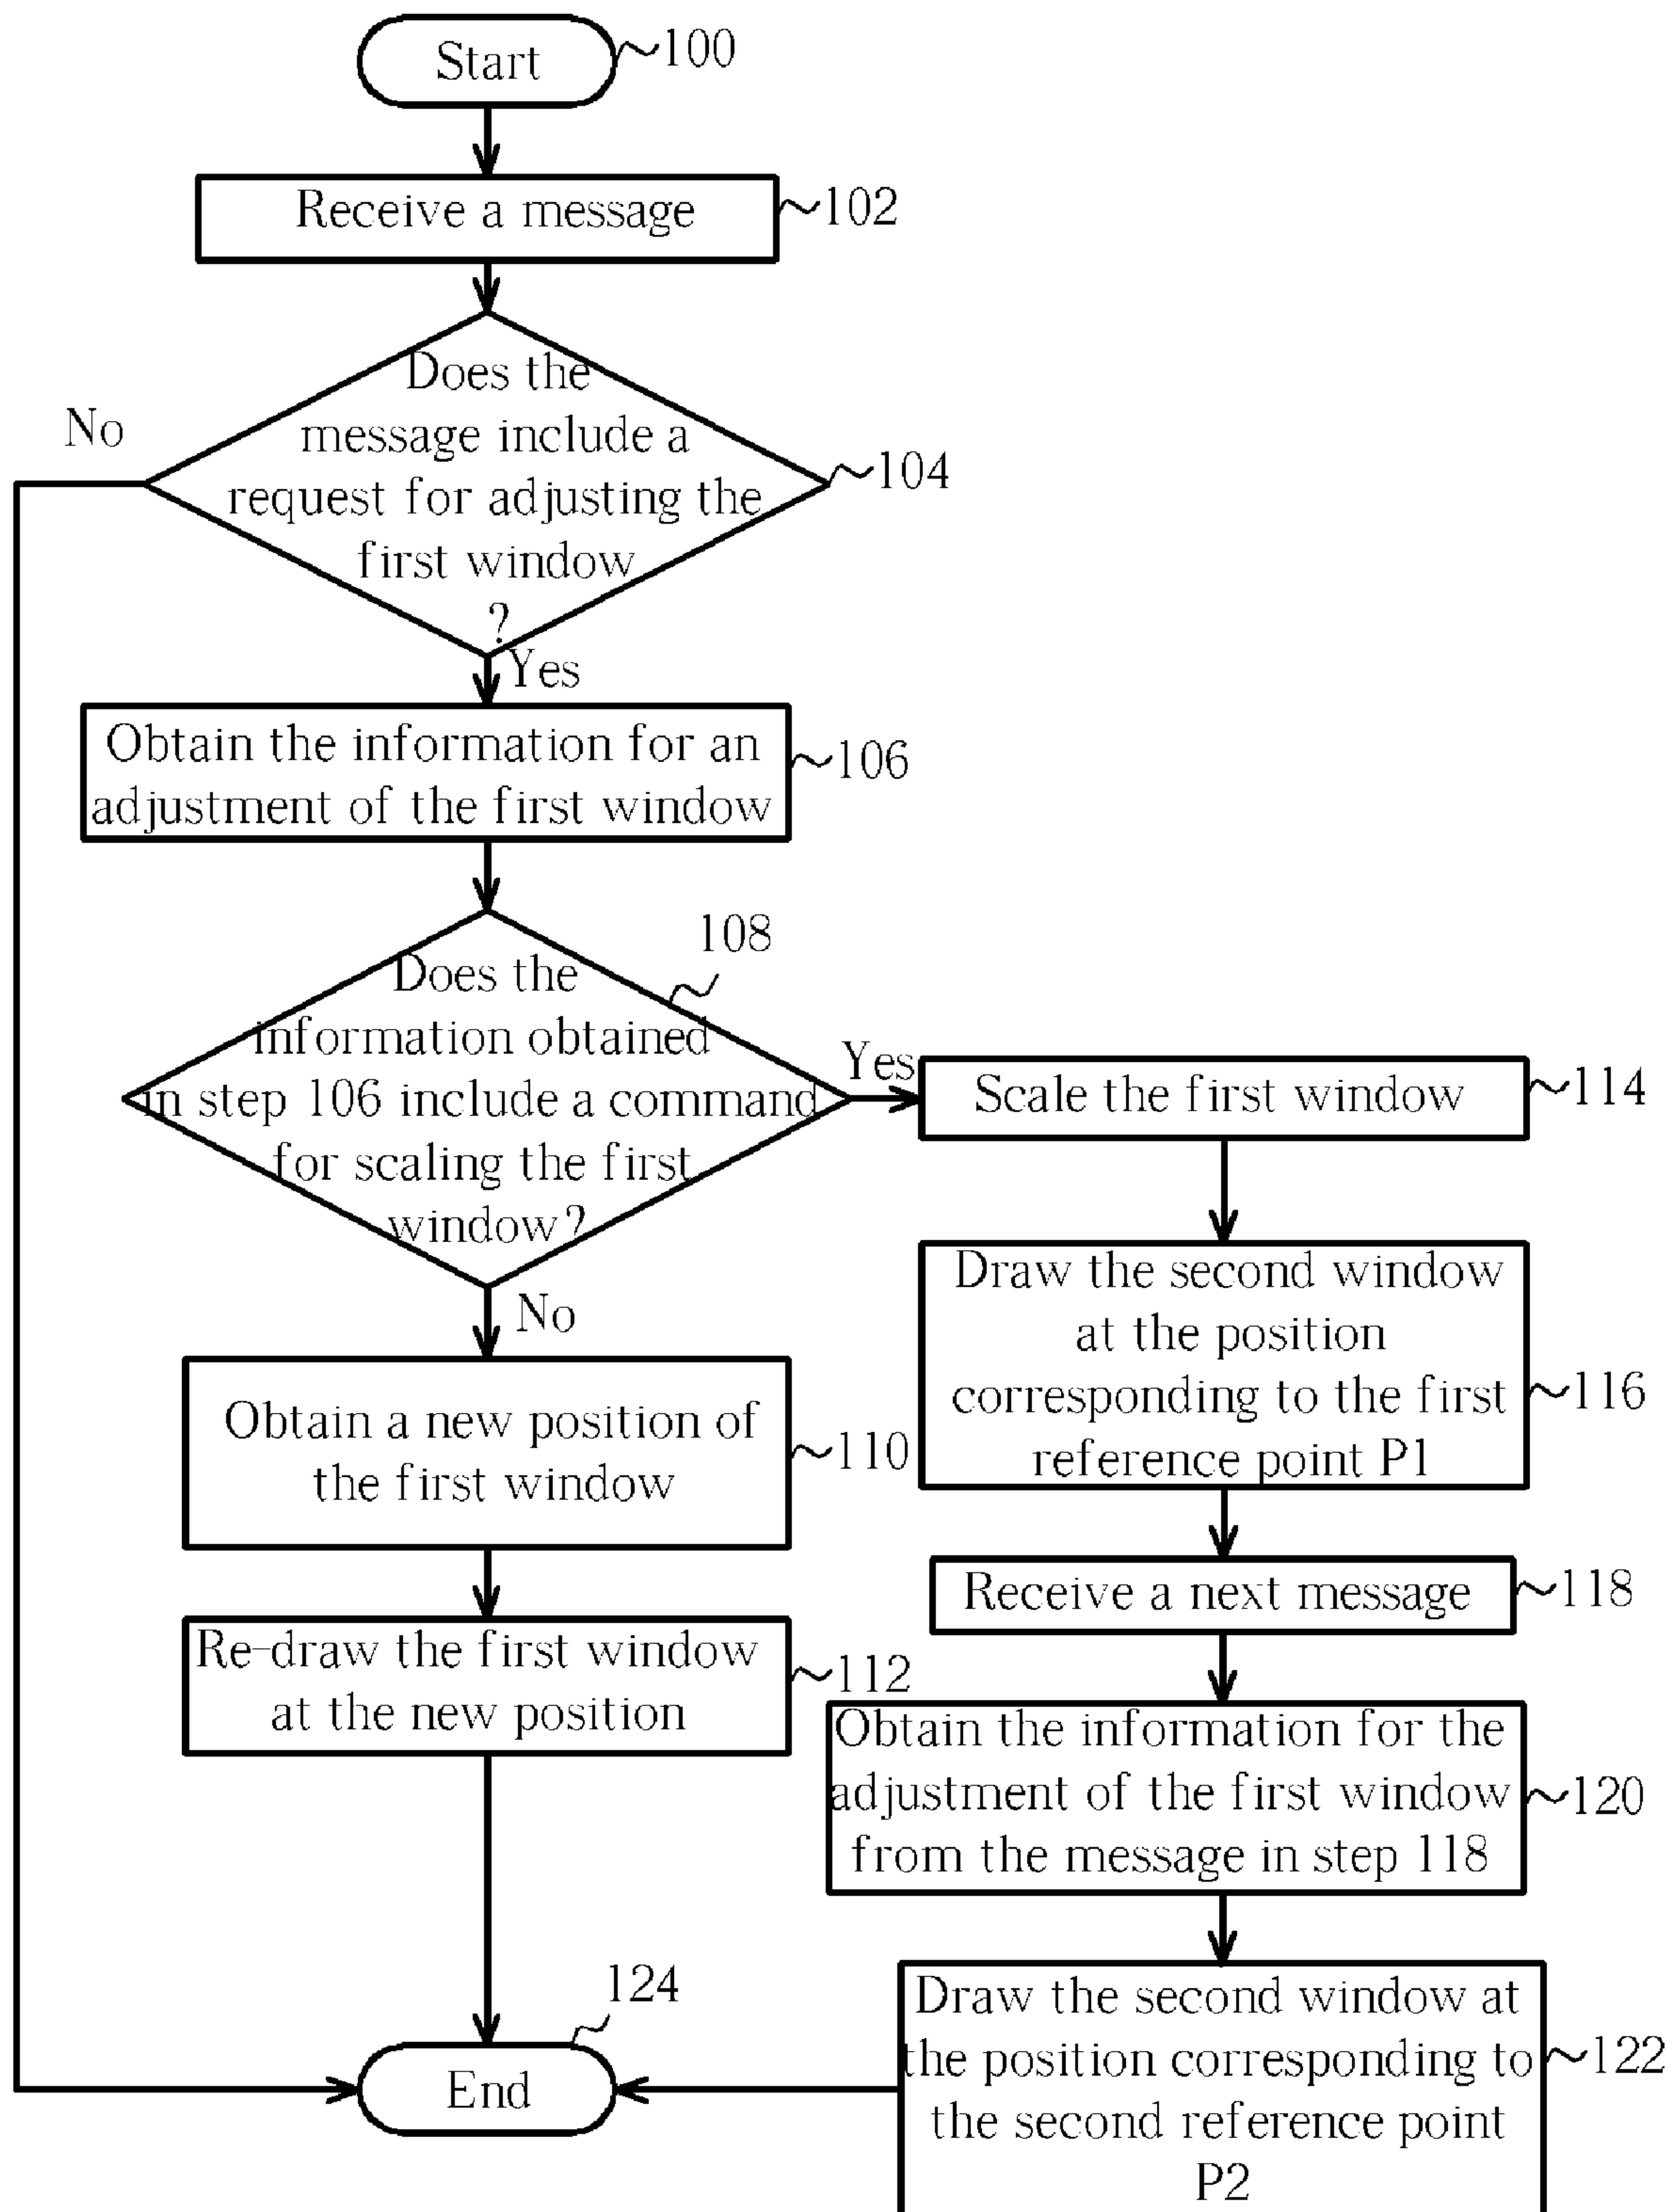 Start
100
Receive a message
102
Does the
message include a
request for adjusting the
first window
?
104
No
Yes
Obtain the information for an
adjustment of the first window
106
108
Does the
information obtained
in step 106 include a command
for scaling the first
window?
Yes
No
Scale the first window
114
Draw the second window
at the position
corresponding to the first
reference point P1
116
Obtain a new position of
the first window
110
Receive a next message
118
Re-draw the first window
at the new position
112
Obtain the information for the
adjustment of the first window
from the message in step 118
120
124
End
Draw the second window at
the position corresponding to
the second reference point
P2
122